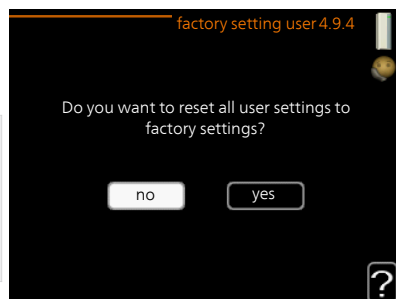 factory setting user 4.9.4
Do you want to reset all user settings to
factory settings?
no
yes
?